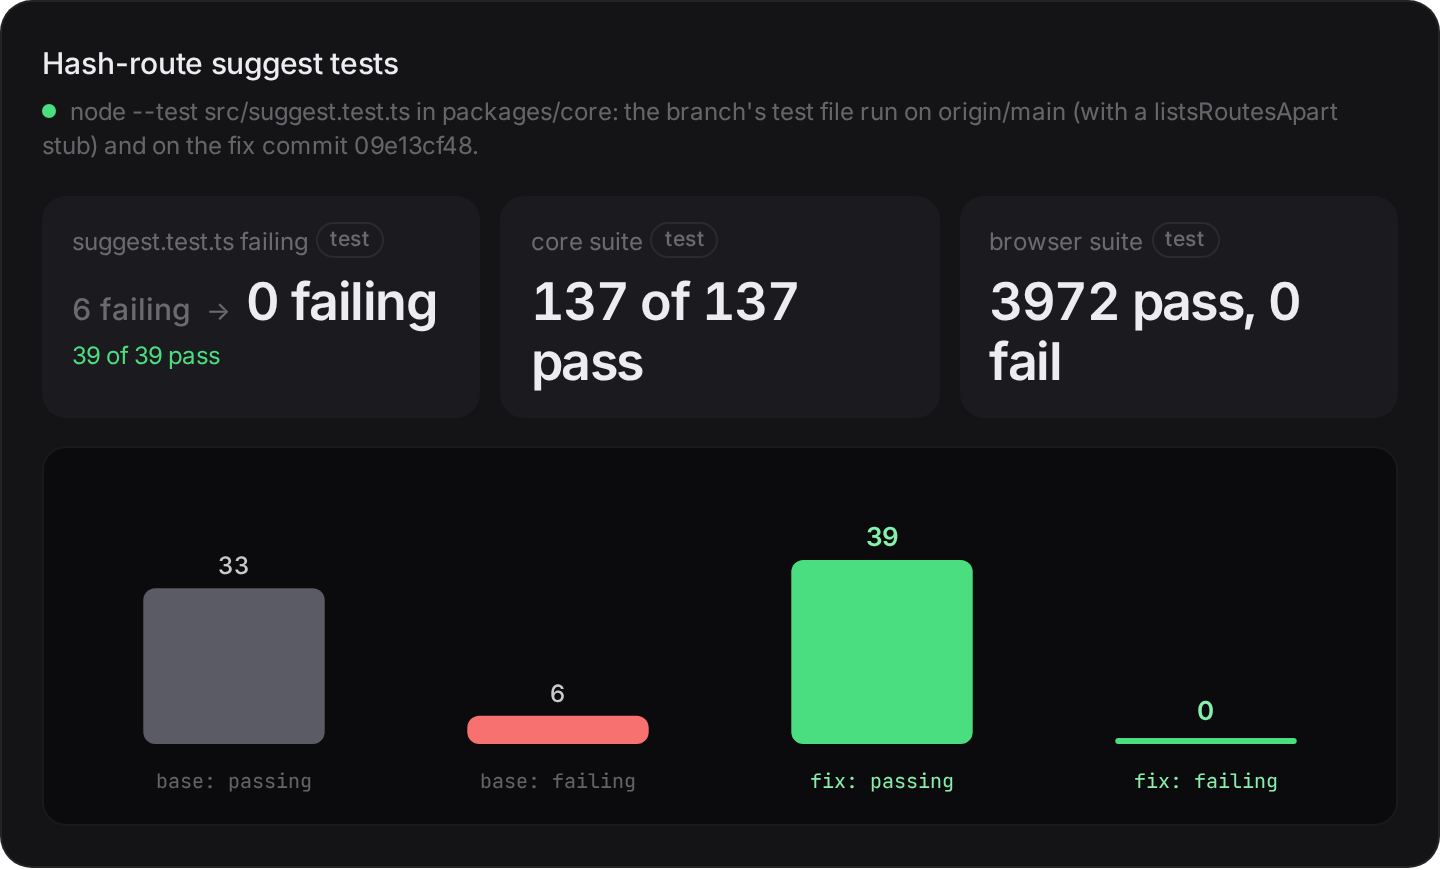 Hash-route suggest tests
node --test src/suggest.test.ts in packages/core: the branch's test file run on origin/main (with a listsRoutesApart
stub) and on the fix commit 09e13cf48.
suggest.test.ts failing test
6 failing → 0 failing
39 of 39 pass
core suite test
137 of 137
pass
browser suite test
3972 pass, 0
fail
33
base: passing
6
base: failing
39
fix: passing
0
fix: failing